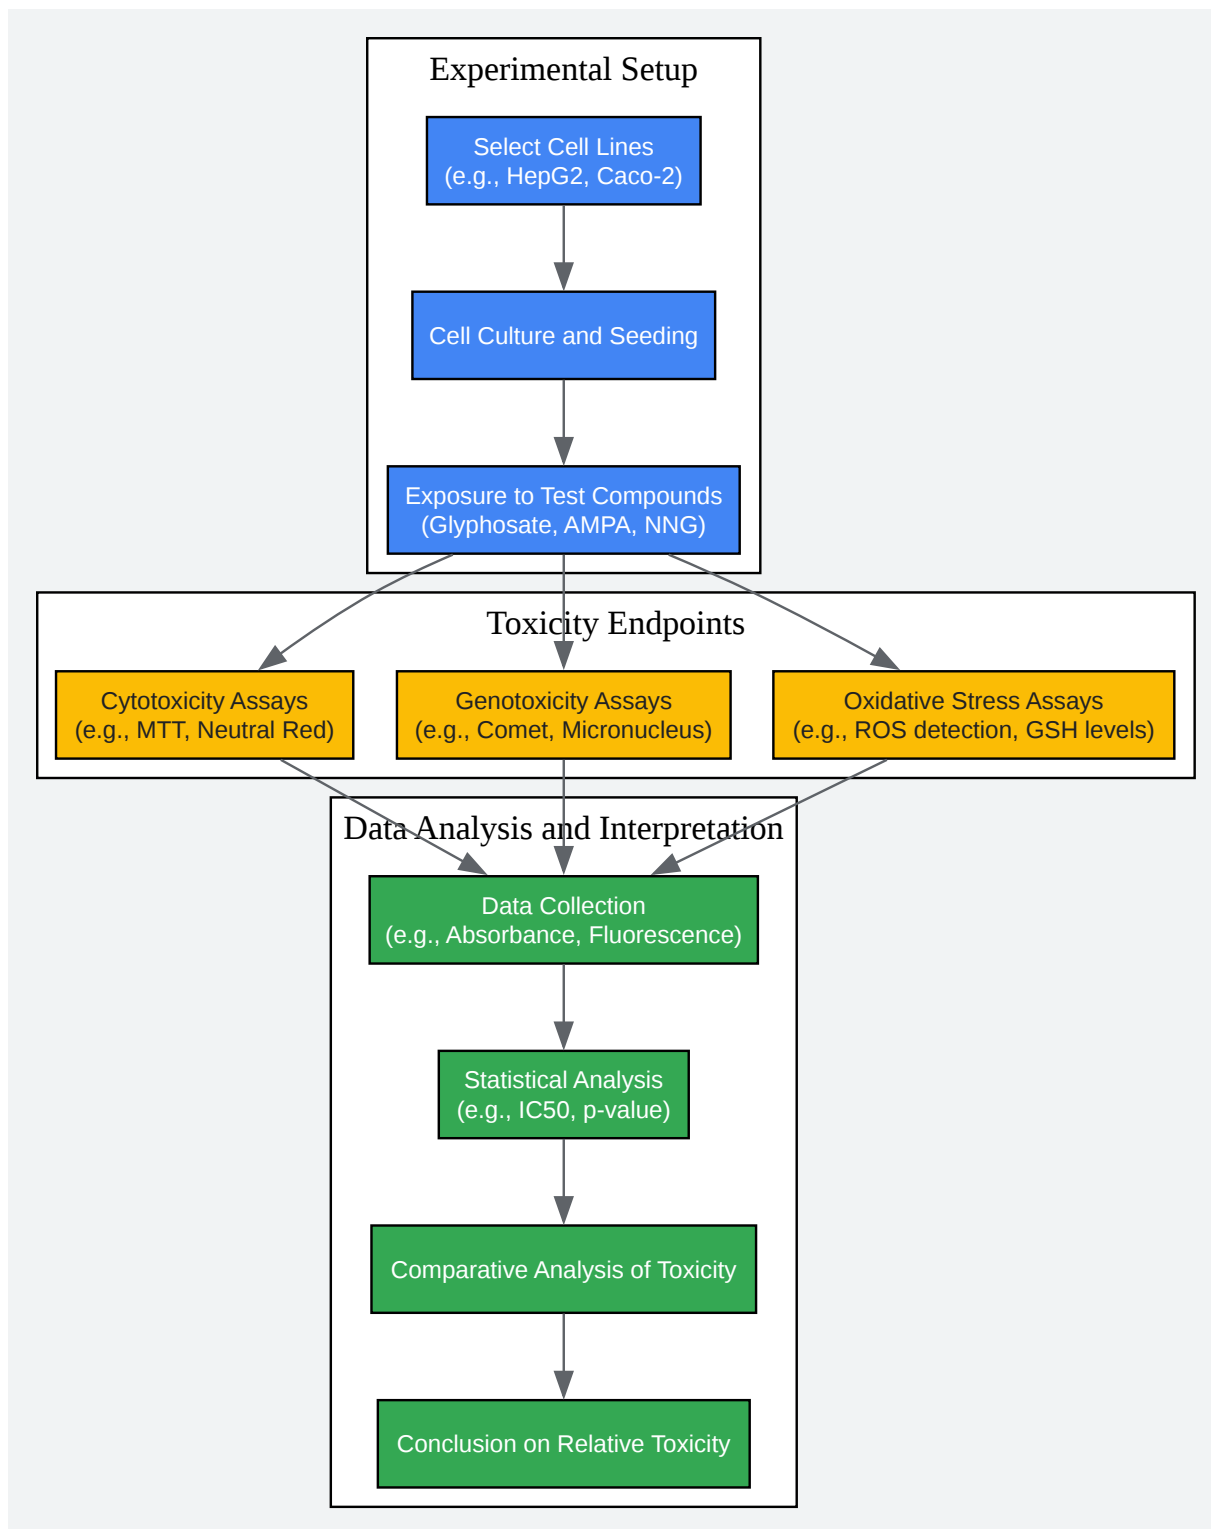 Experimental Setup
Select Cell Lines
(e.g., HepG2, Caco-2)
Cell Culture and Seeding
Exposure to Test Compounds
(Glyphosate, AMPA, NNG)
Toxicity Endpoints
Cytotoxicity Assays
(e.g., MTT, Neutral Red)
Genotoxicity Assays
(e.g., Comet, Micronucleus)
Oxidative Stress Assays
(e.g., ROS detection, GSH levels)
Data Analysis and Interpretation
Data Collection
(e.g., Absorbance, Fluorescence)
Statistical Analysis
(e.g., IC50, p-value)
Comparative Analysis of Toxicity
Conclusion on Relative Toxicity